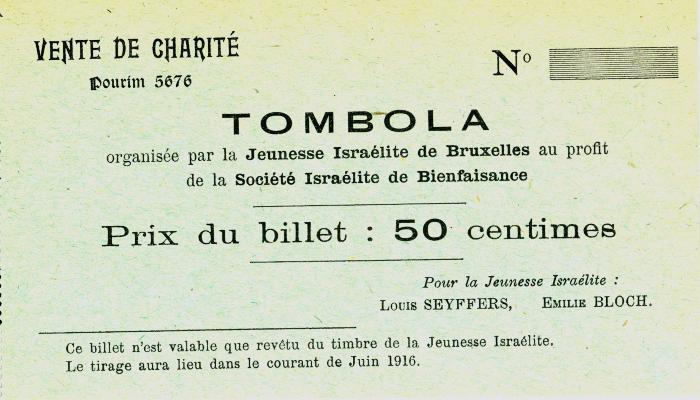 VENTE DE CHARITÉ
Pourim 5676
Nº
TOMBOLA
organisée par la Jeunesse Israélite de Bruxelles au profit
de la Société Israélite de Bienfaisance
Prix du billet : 50 centimes
Pour la Jeunesse Israélite :
Louis SEYFFERS, Emilie BLOCH.
Ce billet n'est valable que revêtu du timbre de la Jeunesse Israélite.
Le tirage aura lieu dans le courant de Juin 1916.